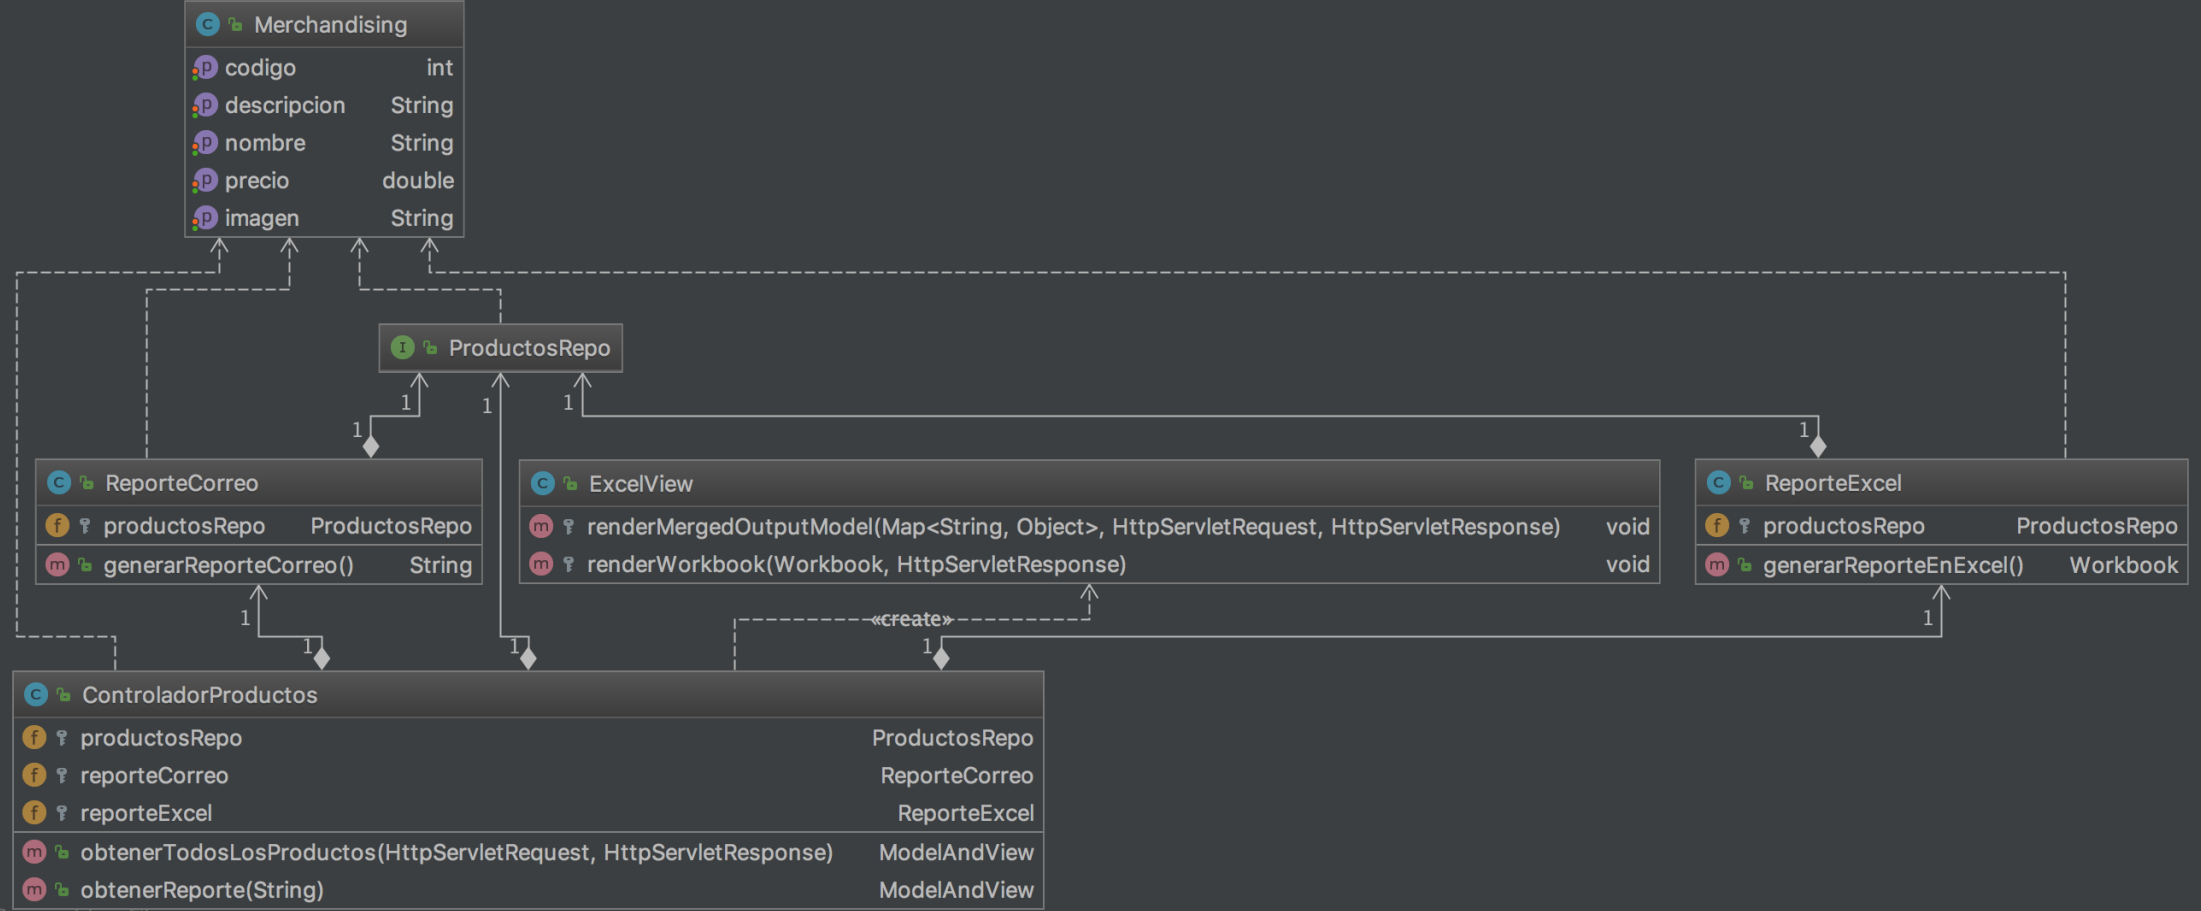 Merchandising
codigo int
descripcion String
nombre String
precio double
imagen String
ProductosRepo
1 1 1
1 1
ReporteCorreo
productosRepo ProductosRepo
generarReporteCorreo() String
ExcelView
renderMergedOutputModel(Map<String, Object>, HttpServletRequest, HttpServletResponse) void
renderWorkbook(Workbook, HttpServletResponse) void
ReporteExcel
productosRepo ProductosRepo
generarReporteEnExcel() Workbook
1 «create» 1
1 1 1
ControladorProductos
productosRepo ProductosRepo
reporteCorreo ReporteCorreo
reporteExcel ReporteExcel
obtenerTodosLosProductos(HttpServletRequest, HttpServletResponse) ModelAndView
obtenerReporte(String) ModelAndView